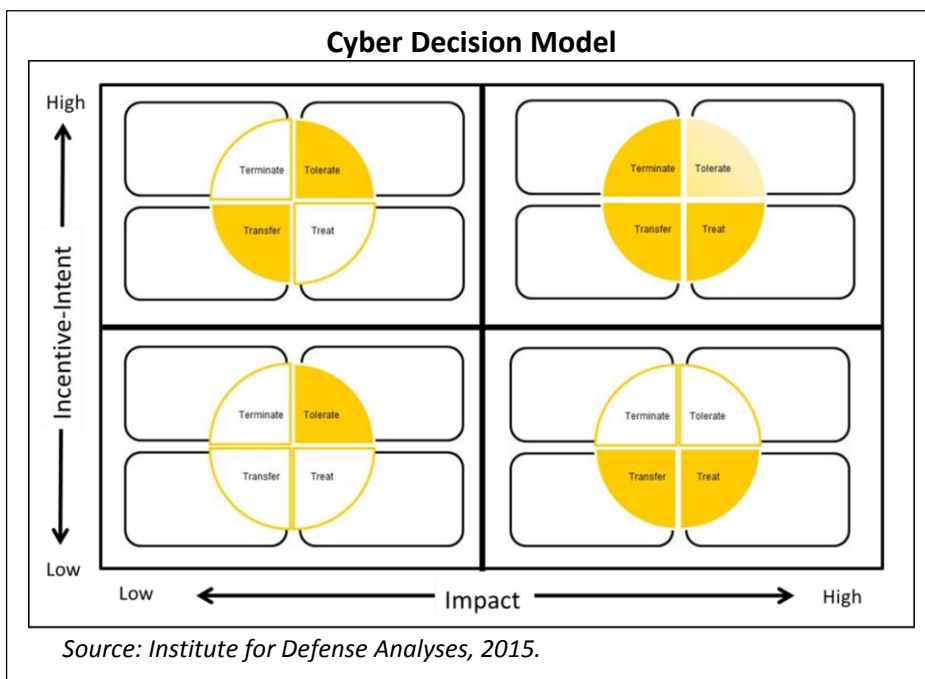 Cyber Decision Model
High
Terminate Tolerate
Transfer Treat
Terminate Tolerate
Transfer Treat
Incentive-Intent
Terminate Tolerate
Transfer Treat
Terminate Tolerate
Transfer Treat
Low
Low Impact High
Source: Institute for Defense Analyses, 2015.